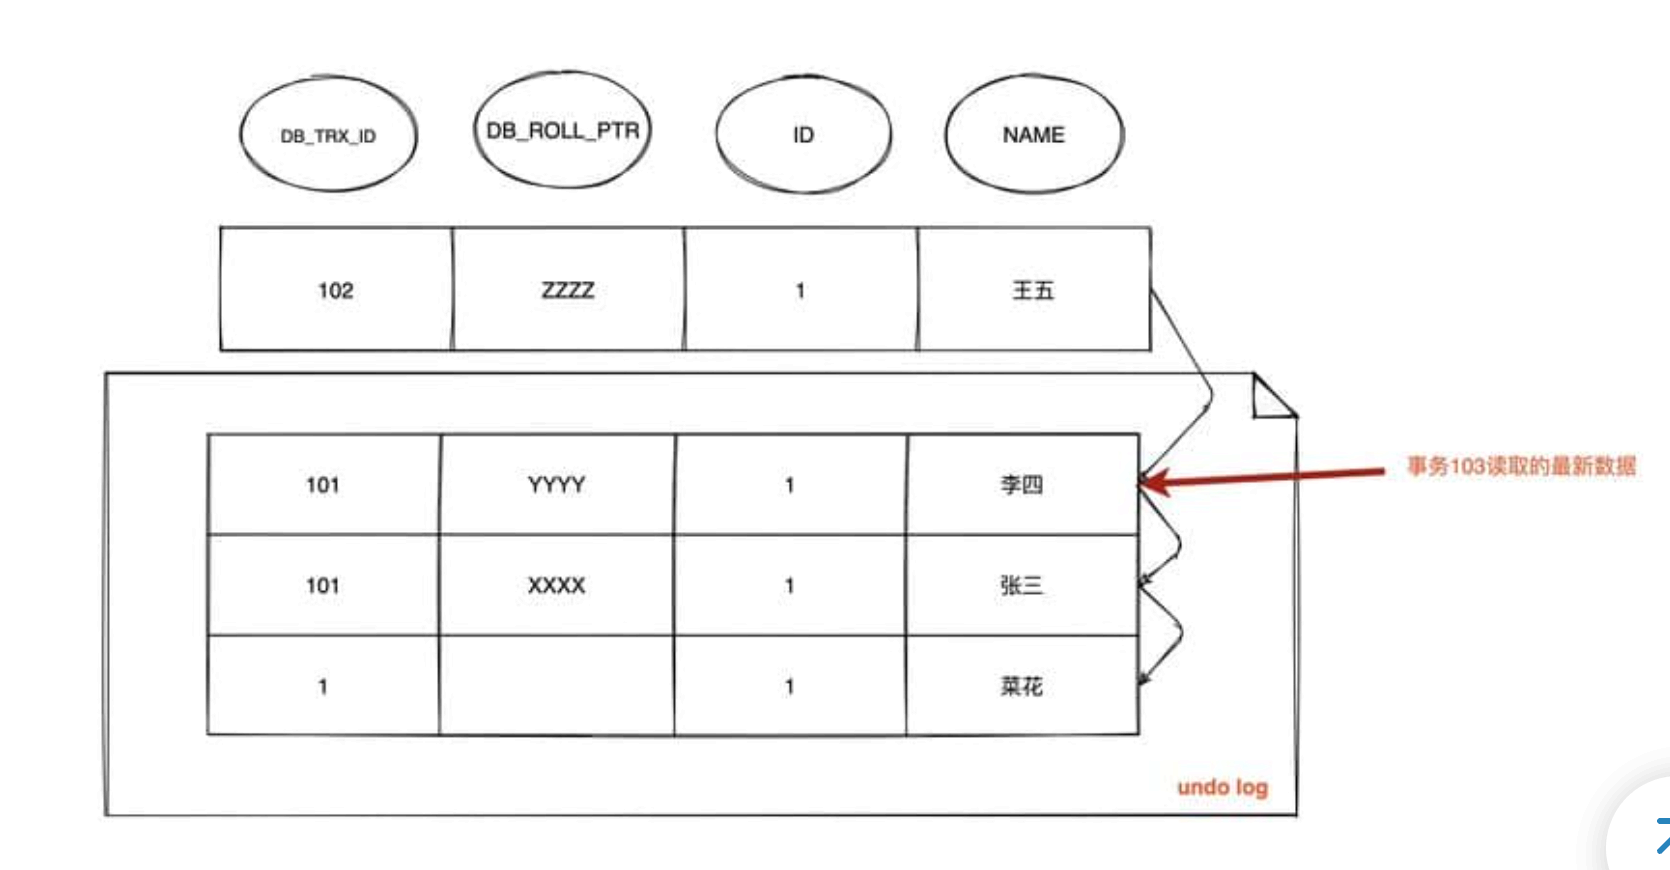 DB_TRX_ID DB_ROLL_PTR ID NAME
102 ZZZZ 1 王五
101 YYYY 1 李四
事务103读取的最新数据
101 XXXX 1 张三
1 1 菜花
undo log